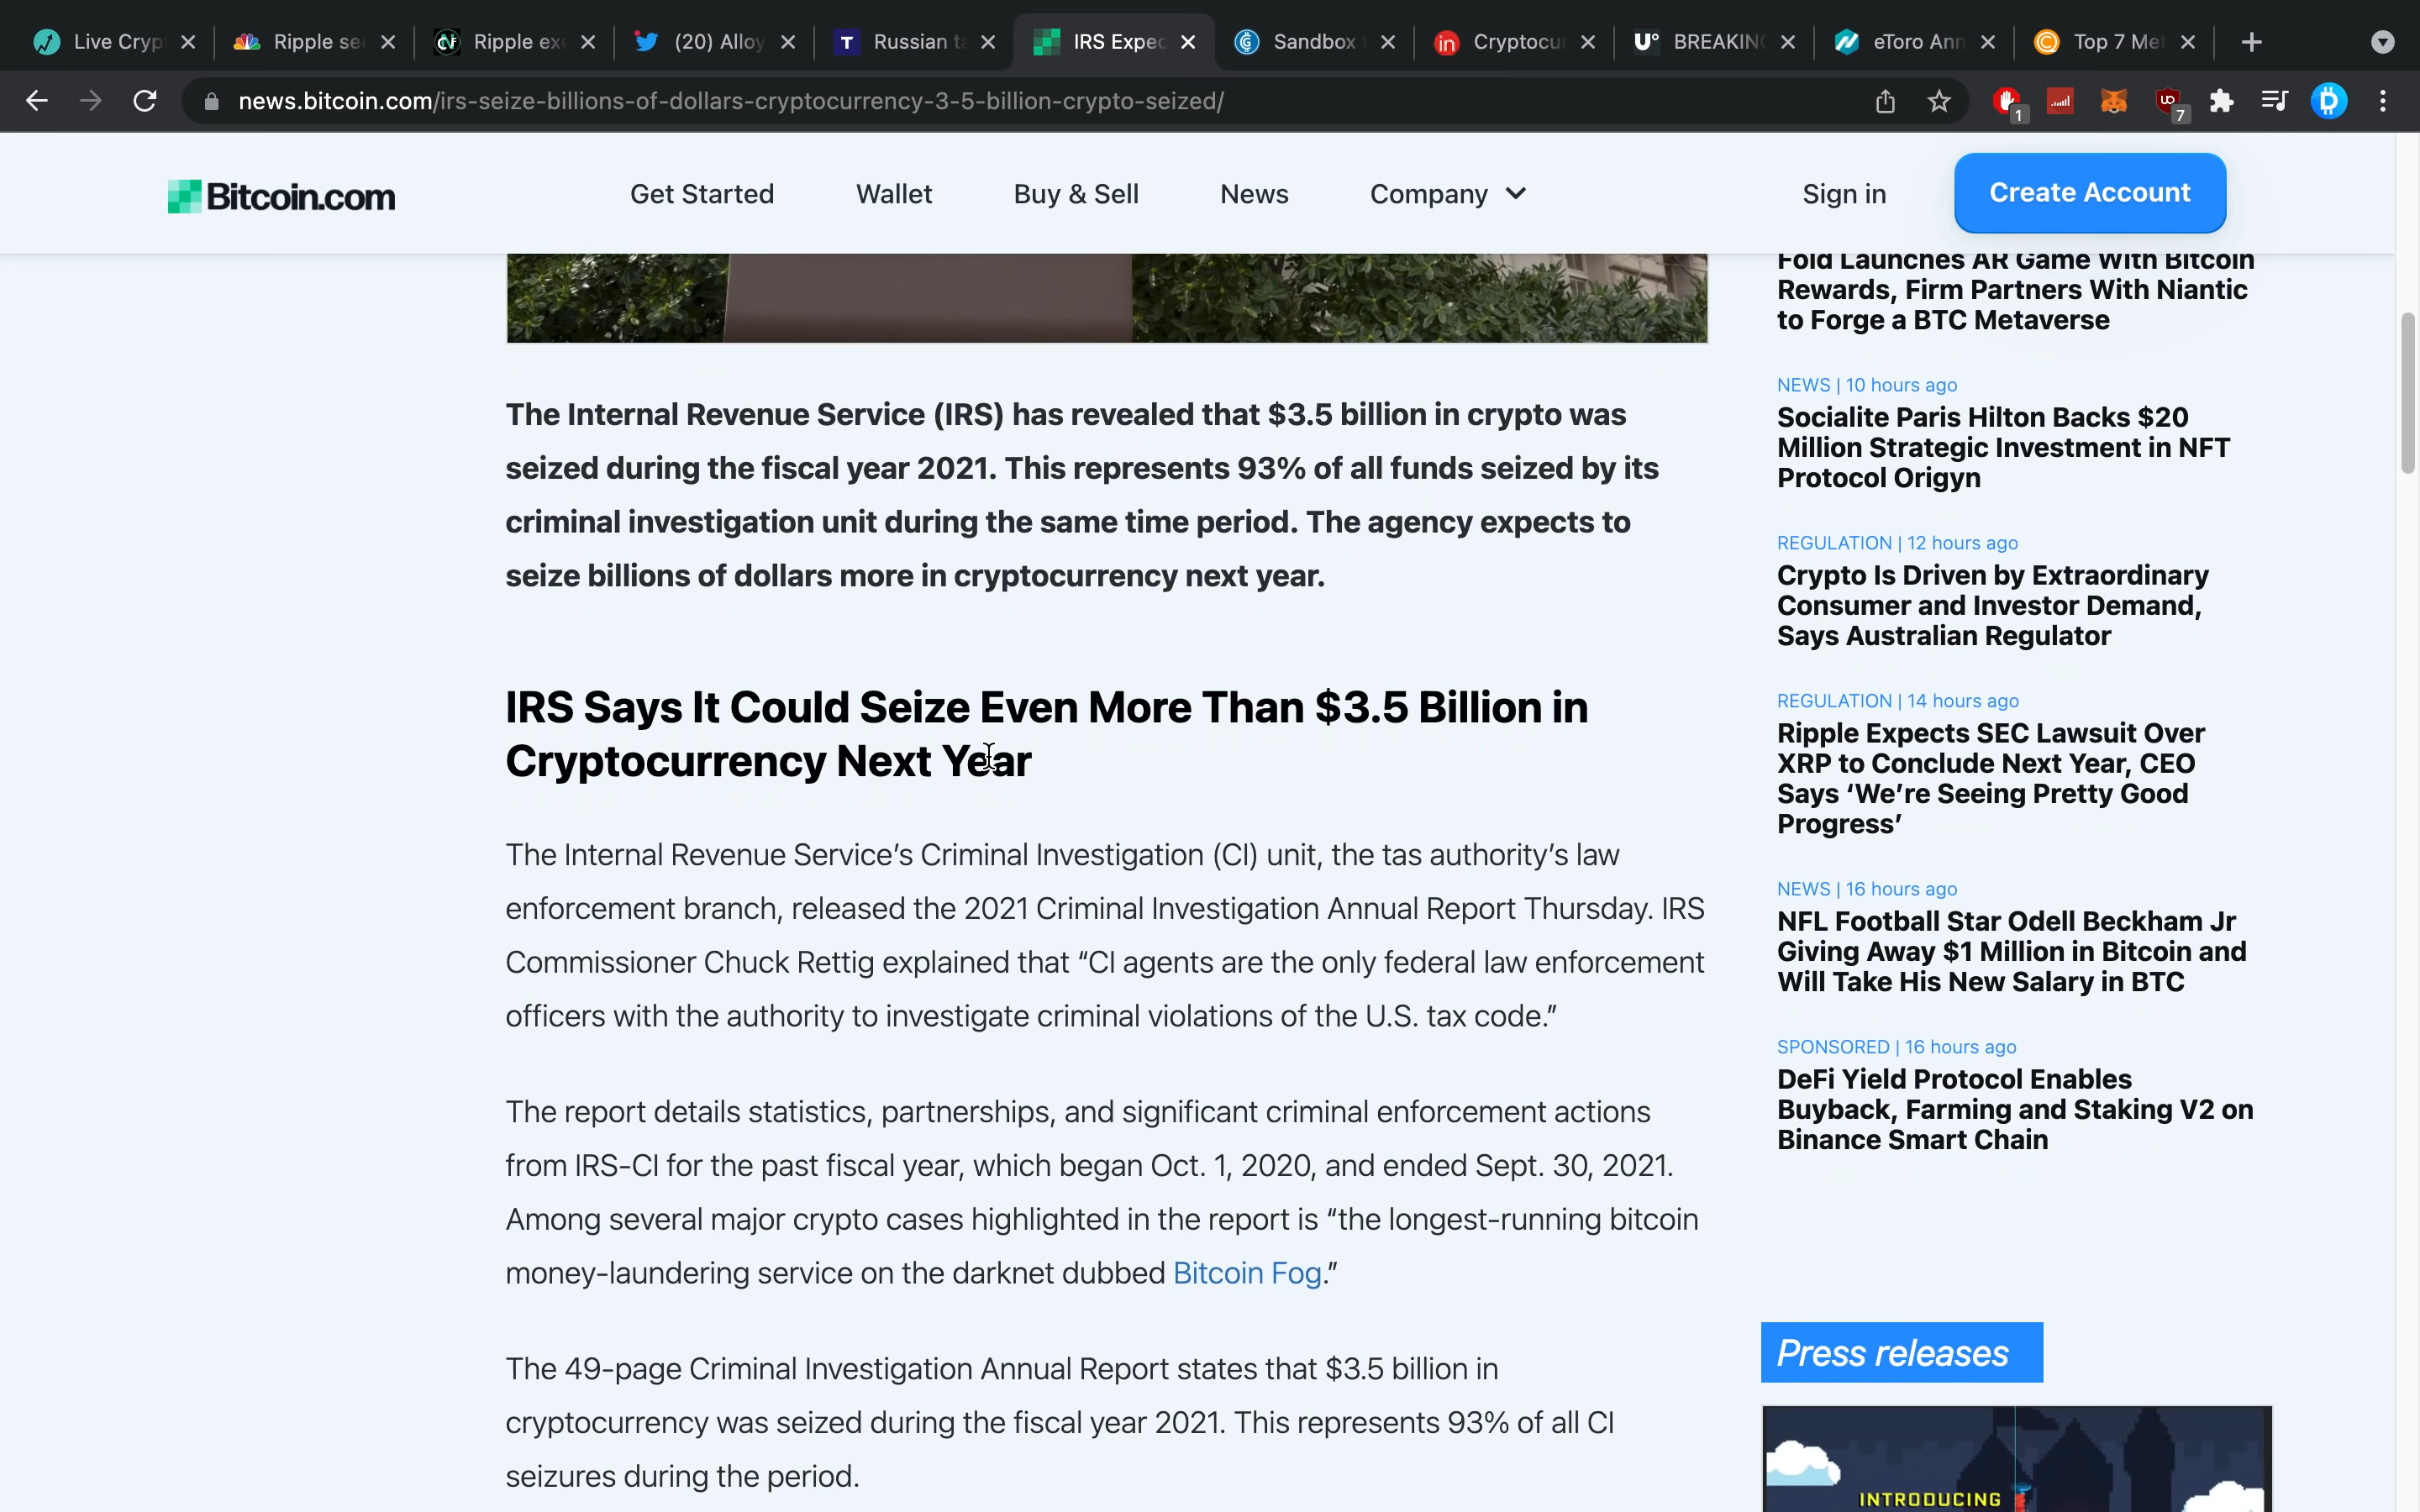 Live Cryp
Ripple se
Ripple exe
(20) Alloy
Russian ta
IRS Expec
Sandbox
Cryptocur
BREAKING
eToro Ann
Top 7 Met
news.bitcoin.com/irs-seize-billions-of-dollars-cryptocurrency-3-5-billion-crypto-seized/
1
7
Bitcoin.com
Get Started
Wallet
Buy & Sell
News
Company
Sign in
Create Account
The Internal Revenue Service (IRS) has revealed that $3.5 billion in crypto was
seized during the fiscal year 2021. This represents 93% of all funds seized by its
criminal investigation unit during the same time period. The agency expects to
seize billions of dollars more in cryptocurrency next year.
IRS Says It Could Seize Even More Than $3.5 Billion in
Cryptocurrency Next Year
The Internal Revenue Service’s Criminal Investigation (CI) unit, the tas authority’s law
enforcement branch, released the 2021 Criminal Investigation Annual Report Thursday. IRS
Commissioner Chuck Rettig explained that “CI agents are the only federal law enforcement
officers with the authority to investigate criminal violations of the U.S. tax code.”
The report details statistics, partnerships, and significant criminal enforcement actions
from IRS-CI for the past fiscal year, which began Oct. 1, 2020, and ended Sept. 30, 2021.
Among several major crypto cases highlighted in the report is “the longest-running bitcoin
money-laundering service on the darknet dubbed Bitcoin Fog.”
The 49-page Criminal Investigation Annual Report states that $3.5 billion in
cryptocurrency was seized during the fiscal year 2021. This represents 93% of all CI
seizures during the period.
Fold Launches AR Game With Bitcoin
Rewards, Firm Partners With Niantic
to Forge a BTC Metaverse
NEWS | 10 hours ago
Socialite Paris Hilton Backs $20
Million Strategic Investment in NFT
Protocol Origyn
REGULATION | 12 hours ago
Crypto Is Driven by Extraordinary
Consumer and Investor Demand,
Says Australian Regulator
REGULATION | 14 hours ago
Ripple Expects SEC Lawsuit Over
XRP to Conclude Next Year, CEO
Says ‘We’re Seeing Pretty Good
Progress’
NEWS | 16 hours ago
NFL Football Star Odell Beckham Jr
Giving Away $1 Million in Bitcoin and
Will Take His New Salary in BTC
SPONSORED | 16 hours ago
DeFi Yield Protocol Enables
Buyback, Farming and Staking V2 on
Binance Smart Chain
Press releases
INTRODUCING